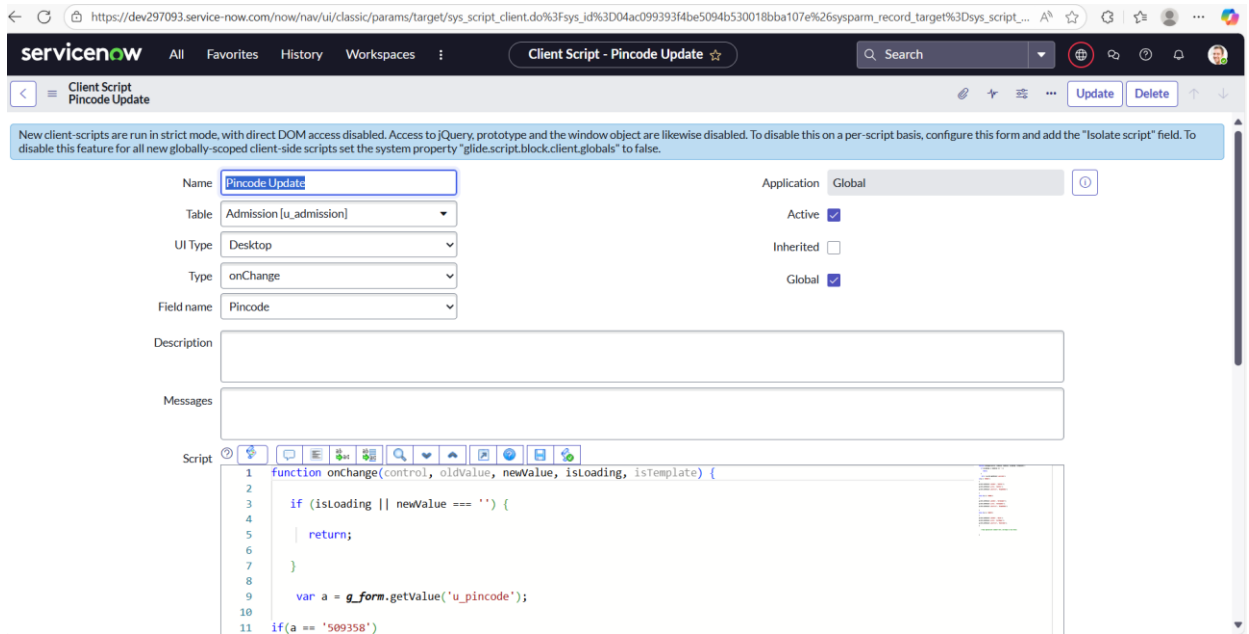 https://dev297093.service-now.com/now/nav/ui/classic/params/target/sys_script_client.do%3Fsys_id%3D04ac099393f4be5094b530018bba107e%26sysparm_record_target%3Dsys_script_...
servicenow All Favorites History Workspaces Client Script - Pincode Update Search
Client Script
Pincode Update
Update Delete
New client-scripts are run in strict mode, with direct DOM access disabled. Access to jQuery, prototype and the window object are likewise disabled. To disable this on a per-script basis, configure this form and add the "Isolate script" field. To
disable this feature for all new globally-scoped client-side scripts set the system property "glide.script.block.client.globals" to false.
Name Pincode Update Application Global
Table Admission [u_admission] Active
UI Type Desktop Inherited
Type onChange Global
Field name Pincode
Description
Messages
Script
1 function onChange(control, oldValue, newValue, isLoading, isTemplate) {
2
3 if (isLoading || newValue === '') {
4
5 return;
6
7 }
8
9 var a = g_form.getValue('u_pincode');
10
11 if(a == '509358')